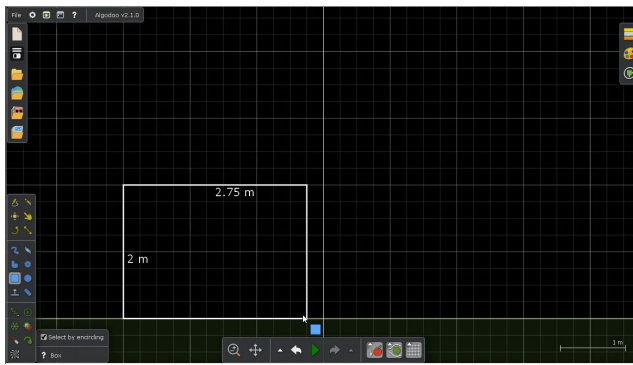 File ? Algodoo v2.1.0
2.75 m
2 m
Select by encircling
? Box
1 m